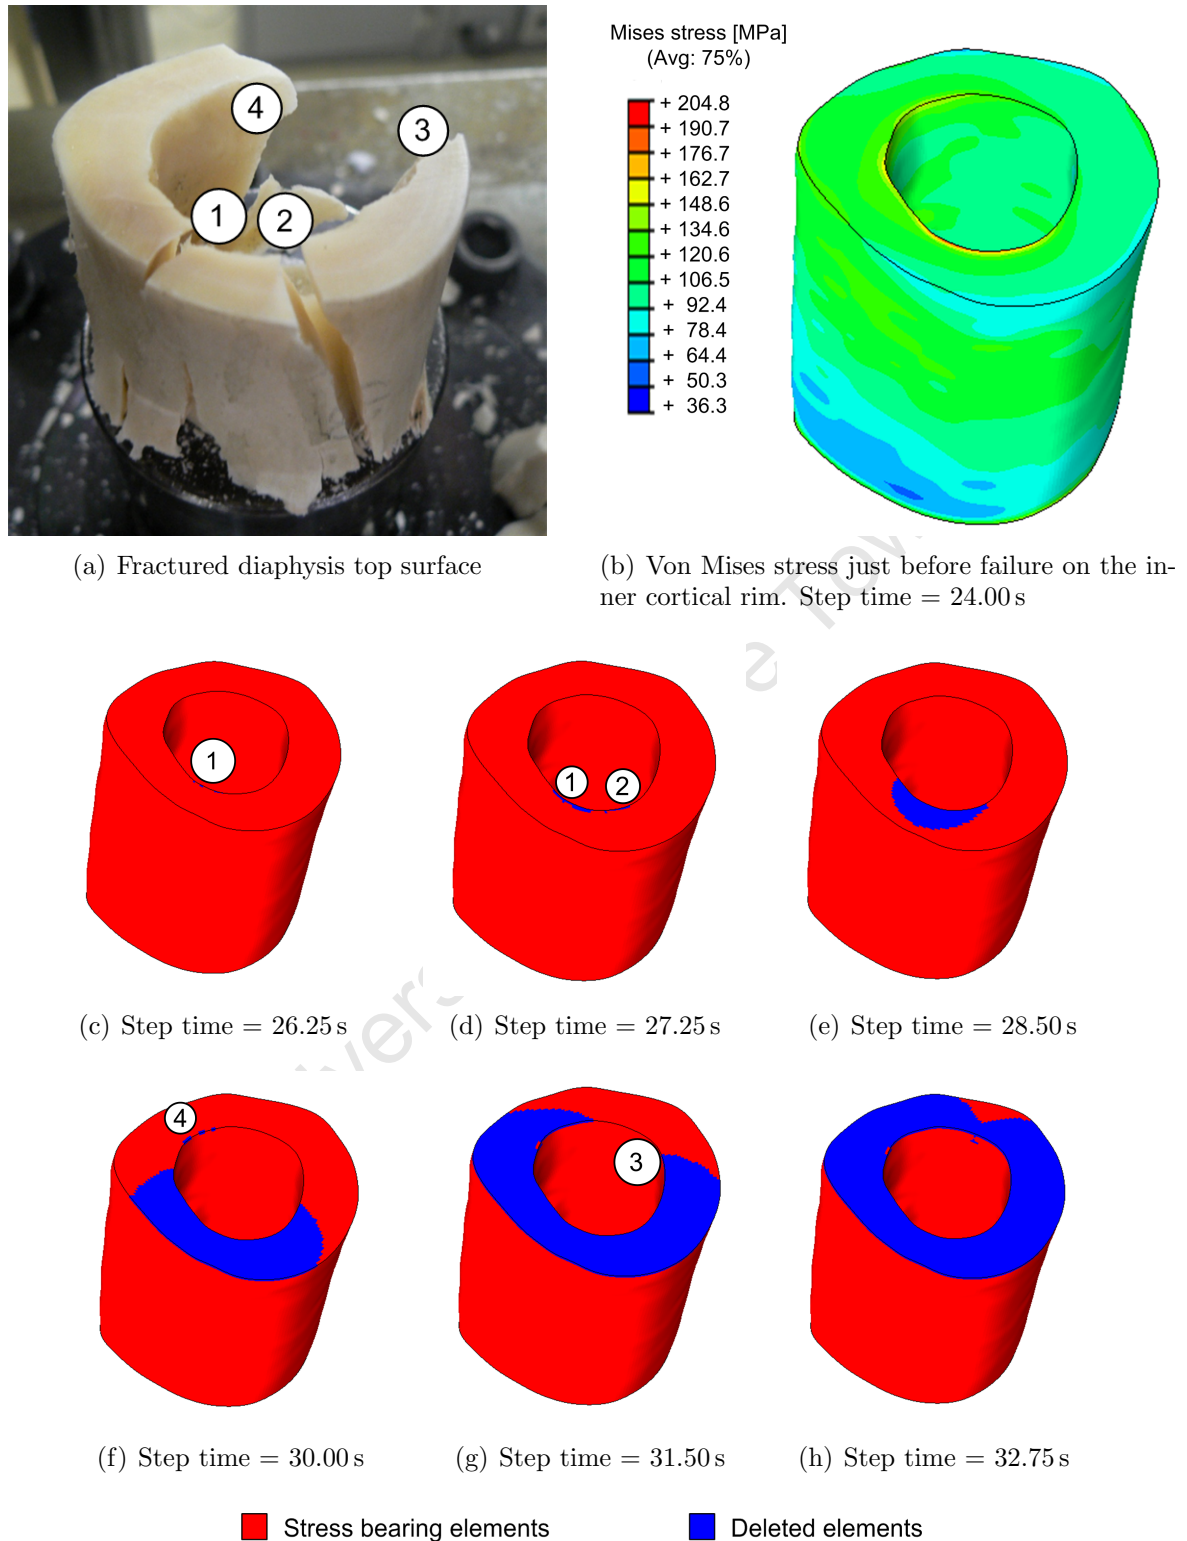 4
3
1
2
(a) Fractured diaphysis top surface
Mises stress [MPa]
(Avg: 75%)
+ 204.8
+ 190.7
+ 176.7
+ 162.7
+ 148.6
+ 134.6
+ 120.6
+ 106.5
+ 92.4
+ 78.4
+ 64.4
+ 50.3
+ 36.3
(b) Von Mises stress just before failure on the in-
ner cortical rim. Step time = 24.00 s
1
(c) Step time = 26.25 s
1
2
(d) Step time = 27.25 s
(e) Step time = 28.50 s
4
(f) Step time = 30.00 s
3
(g) Step time = 31.50 s
(h) Step time = 32.75 s
Stress bearing elements
Deleted elements